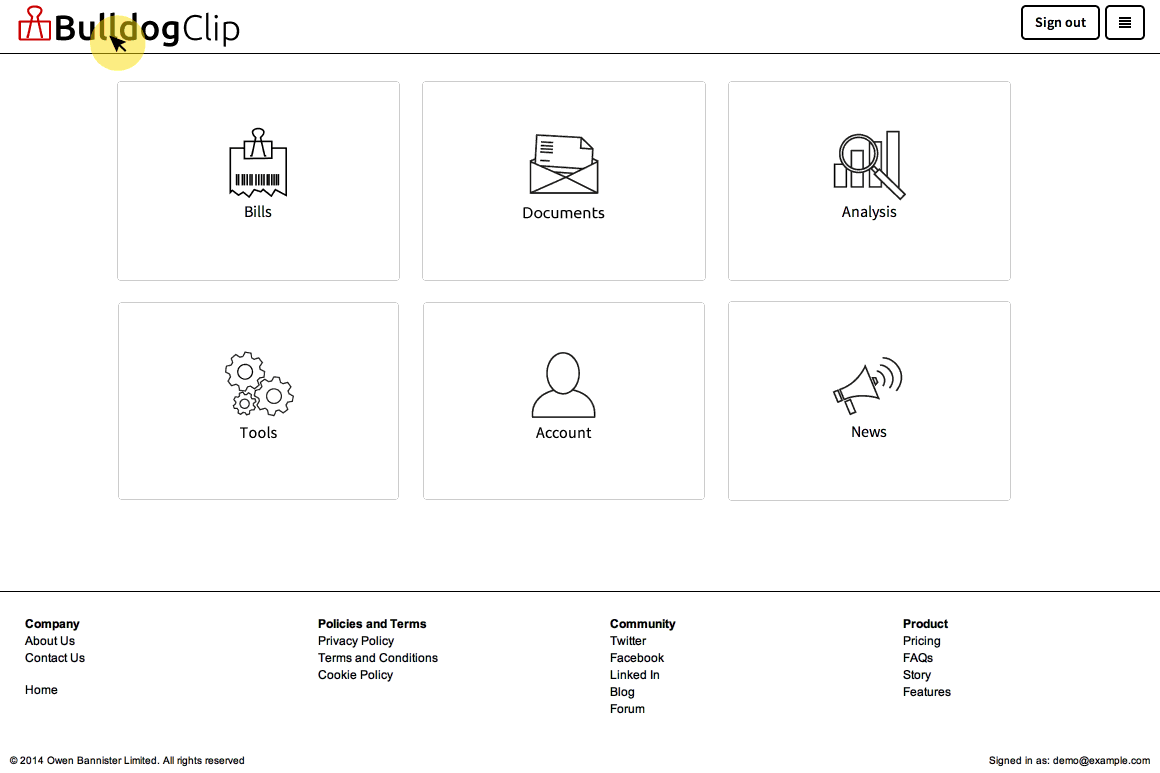 BulldogClip
Sign out
Bills
Documents
Analysis
Tools
Account
News
Company
About Us
Contact Us
Home
Policies and Terms
Privacy Policy
Terms and Conditions
Cookie Policy
Community
Twitter
Facebook
Linked In
Blog
Forum
Product
Pricing
FAQs
Story
Features
© 2014 Owen Bannister Limited. All rights reserved
Signed in as: demo@example.com